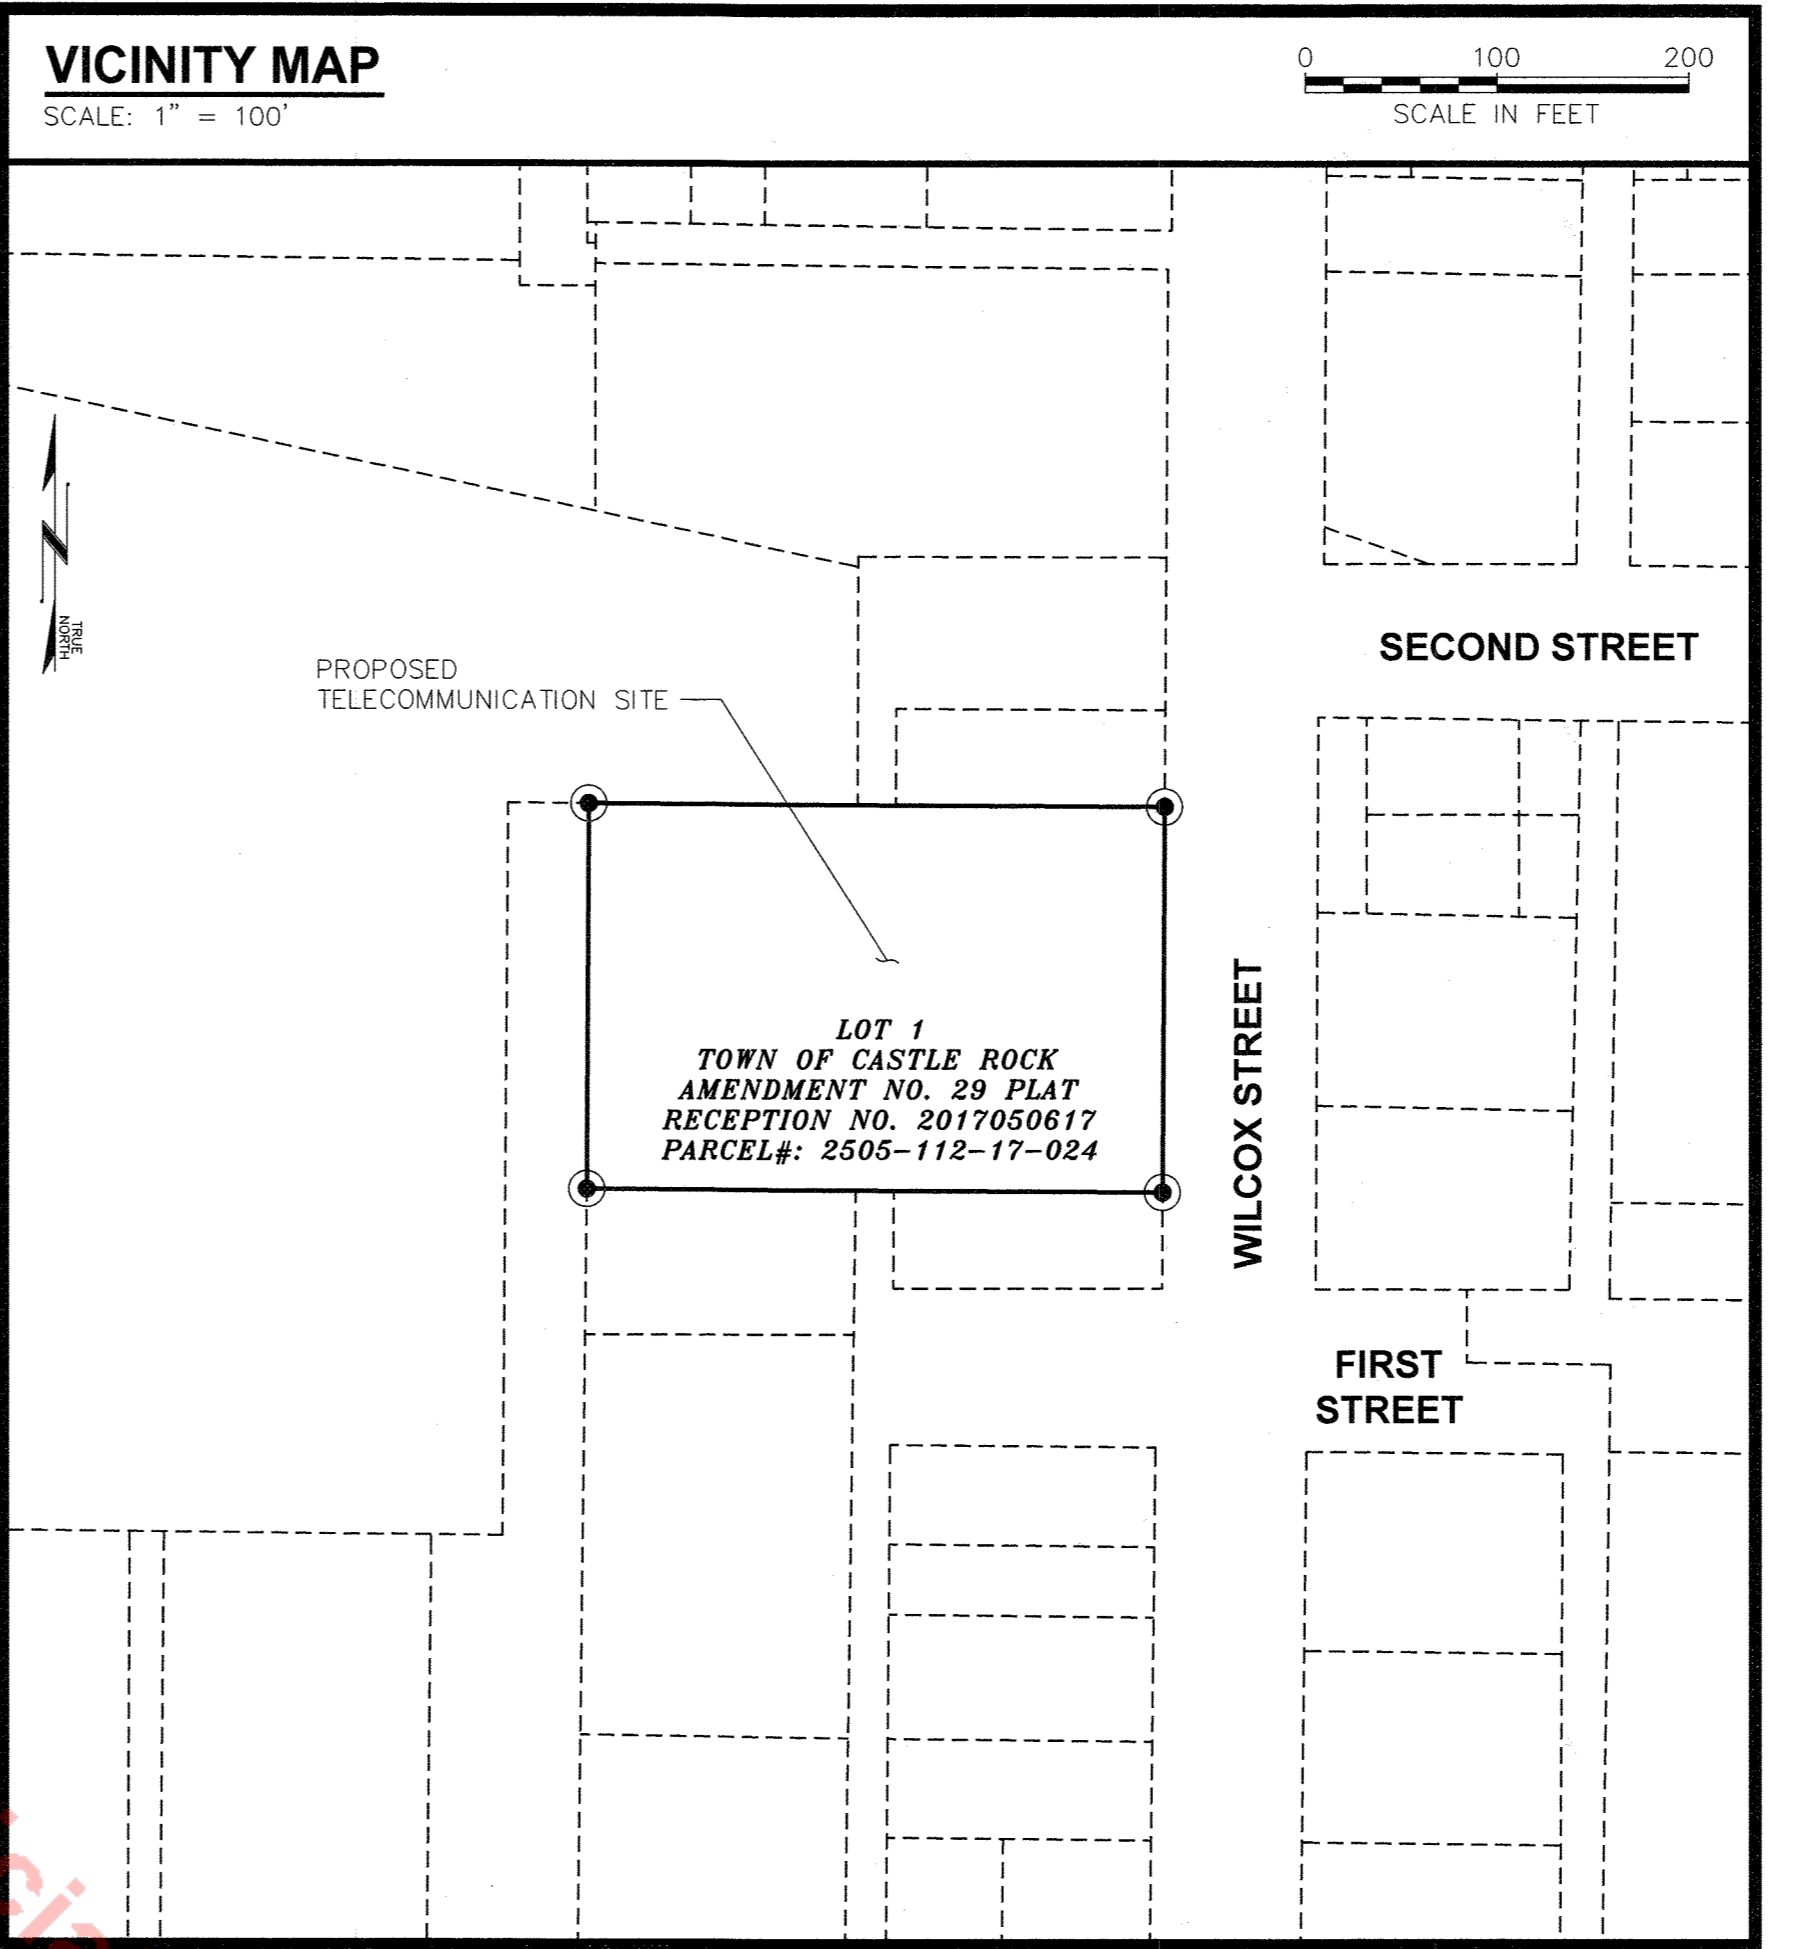 VICINITY MAP
SCALE: 1" = 100'
0 100 200
SCALE IN FEET
TRUE
NORTH
SECOND STREET
PROPOSED
TELECOMMUNICATION SITE
LOT 1
TOWN OF CASTLE ROCK
AMENDMENT NO. 29 PLAT
RECEPTION NO. 2017050617
PARCEL#: 2505-112-17-024
WILCOX STREET
FIRST
STREET